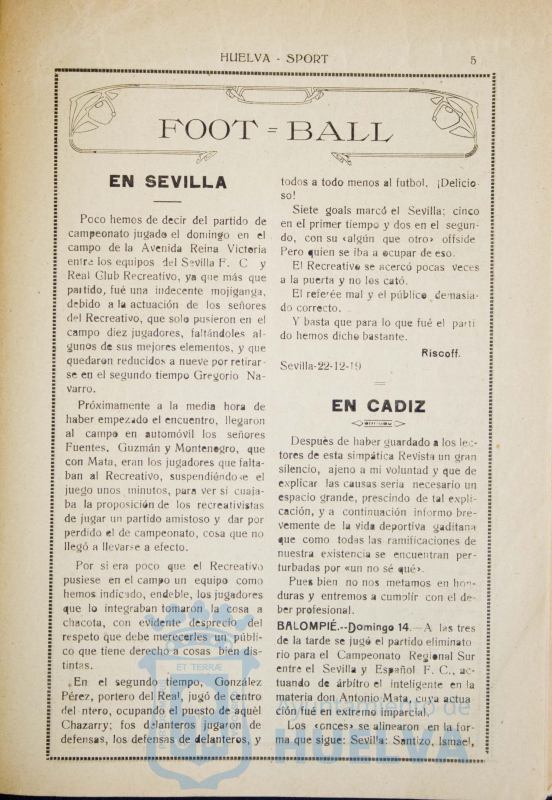 HUELVA - SPORT
5
FOOT = BALL
EN SEVILLA
Poco hemos de decir del partido de
campeonato jugado el domingo en el
campo de la Avenida Reina Victoria
entre los equipos del Sevilla F. C y
Real Club Recreativo, ya que más que
partido, fué una indecente mojiganga,
debido a la actuación de los señores
del Recreativo, que solo pusieron en el
campo diez jugadores, faltándoles al-
gunos de sus mejores elementos, y que
quedaron reducidos a nueve por retirar-
se en el segundo tiempo Gregorio Na-
varro.
Próximamente a la media hora de
haber empezado el encuentro, llegaron
al campo en automóvil los señores
Fuentes, Guzmán y Montenegro, que
con Mata, eran los jugadores que falta-
ban al Recreativo, suspendiéndose el
juego unos minutos, para ver si cuaja-
ba la proposición de los recreativistas
de jugar un partido amistoso y dar por
perdido el de campeonato, cosa que no
llegó a llevarse a efecto.
Por si era poco que el Recreativo
pusiese en el campo un equipo como
hemos indicado, endeble, los jugadores
que lo integraban tomaron la cosa a
chacota, con evidente desprecio del
respeto que debe merecerles un públi-
co que tiene derecho a cosas bien dis-
tintas.
En el segundo tiempo, González
Pérez, portero del Real, jugó de centro
del ntero, ocupando el puesto de aquèl
Chazarry; fos delanteros jugaron de
defensas, los defensas de delanteros, y
todos a todo menos al futbol. ¡Delicio-
so!
Siete goals marcó el Sevilla; cinco
en el primer tiempo y dos en el segun-
do, con su «algún que otro» offside
Pero quien se iba a ocupar de eso.
El Recreativo se acercó pocas veces
a la puerta y no los cató.
El referée mal y el público demasia-
do correcto.
Y basta que para lo que fué el parti
do hemos dicho bastante.
Riscoff.
Sevilla-22-12-19
EN CADIZ
Después de haber guardado a los lec-
tores de esta simpática Revista un gran
silencio, ajeno a mi voluntad y que de
explicar las causas seria necesario un
espacio grande, prescindo de tal expli-
cación, y a continuación informo bre-
vemente de la vida deportiva gaditana
que como todas las ramificaciones de
nuestra existencia se encuentran per-
turbadas por «un no sé qué».
Pues bien no nos metamos en hon-
duras y entremos a cumplir con el de-
ber profesional.
BALOMPIÉ.--Domingo 14.—A las tres
de la tarde se jugó el partido eliminato
rio para el Campeonato Regional Sur
entre el Sevilla y Español F. C., ac-
tuando de árbitro el inteligente en la
materia don Antonio Mata, cuya actua
ción fué en extremo imparcial.
Los «onces» se alinearon en la for-
ma que sigue: Sevilla: Santizo, Ismael,
ET TERRÆ
Ayuntamiento de
HUELVA